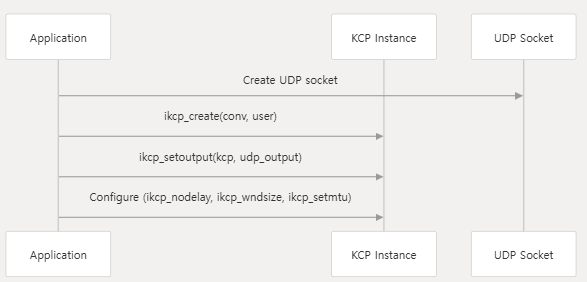 Application
KCP Instance
UDP Socket
Create UDP socket
ikcp_create(conv, user)
ikcp_setoutput(kcp, udp_output)
Configure (ikcp_nodelay, ikcp_wndsize, ikcp_setmtu)
Application
KCP Instance
UDP Socket